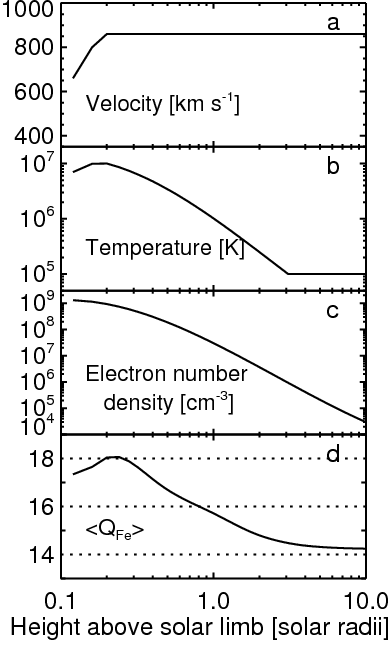 1000
a
800
600
Velocity [km s⁻¹]
400
10⁷
b
10⁶
Temperature [K]
10⁵
10⁹
c
10⁸
10⁷
10⁶
Electron number
10⁵
density [cm⁻³]
10⁴
18
d
16
<Q_Fe>
14
0.1 1.0 10.0
Height above solar limb [solar radii]